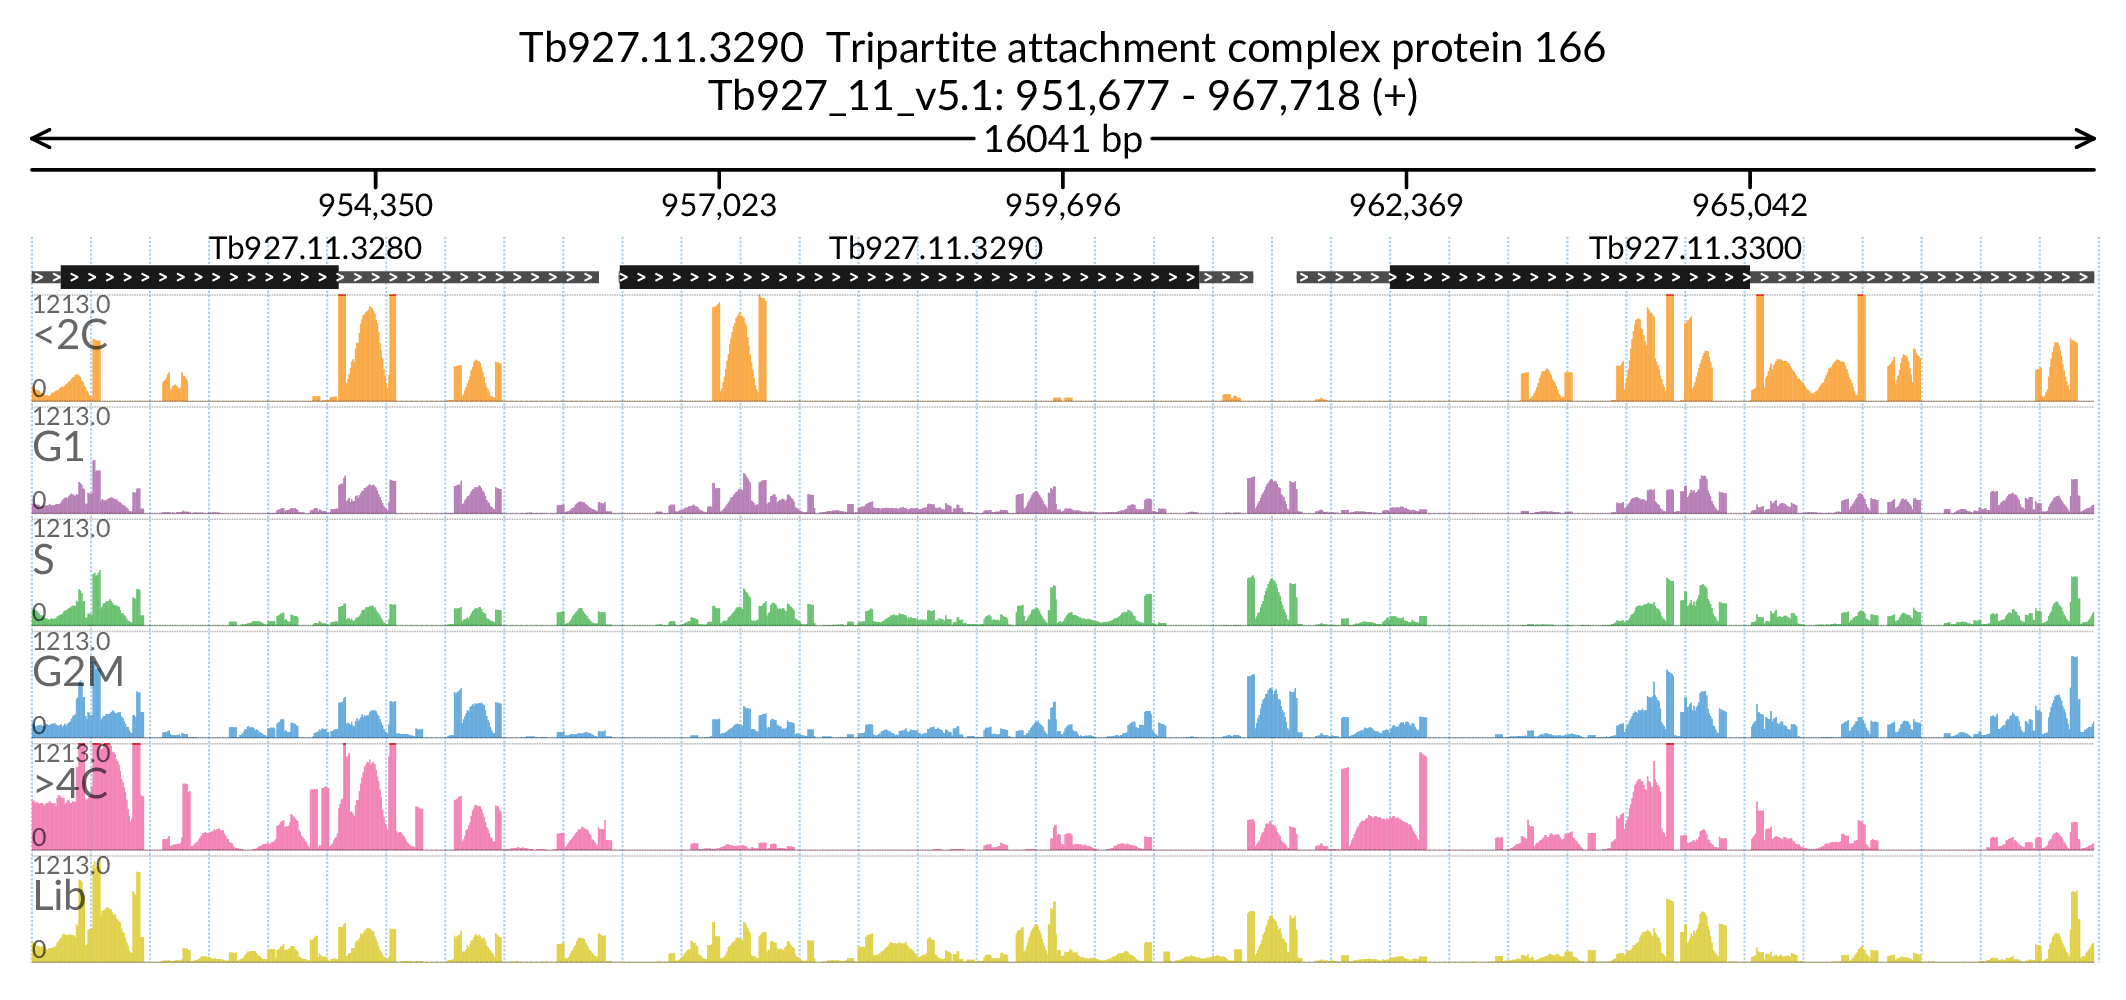 Tb927.11.3290 Tripartite attachment complex protein 166
Tb927_11_v5.1: 951,677 - 967,718 (+)
16041 bp
954,350 957,023 959,696 962,369 965,042
Tb927.11.3280 Tb927.11.3290 Tb927.11.3300
1213.0
<2C
0
1213.0
G1
0
1213.0
S
0
1213.0
G2M
0
1213.0
>4C
0
1213.0
Lib
0